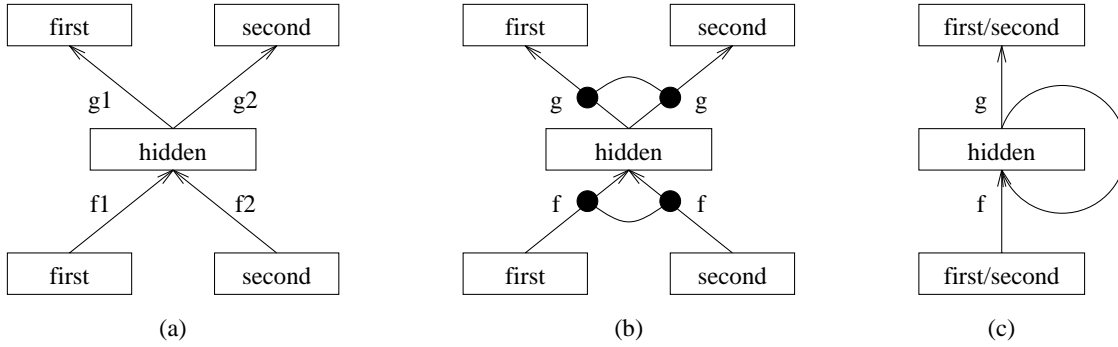 first second
g1 g2
hidden
f1 f2
first second
(a)
first second
g g
hidden
f f
first second
(b)
first/second
g
hidden
f
first/second
(c)